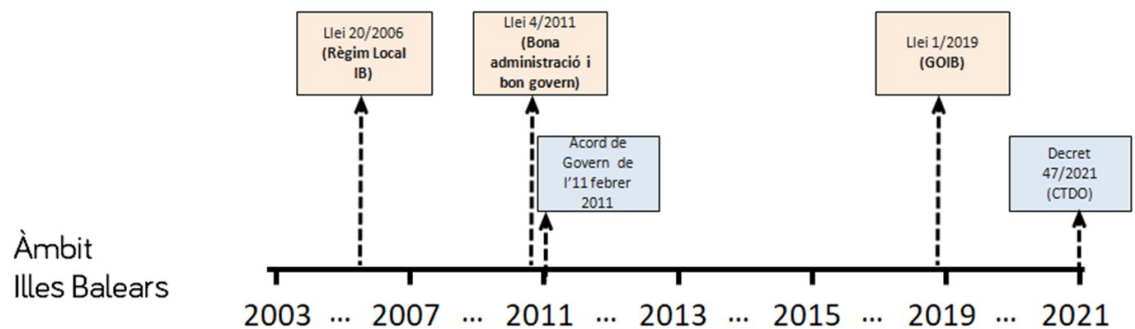 Llei 20/2006
(Règim Local
IB)
Llei 4/2011
(Bona
administració i
bon govern)
Llei 1/2019
(GOIB)
Acord de
Govern de
l'11 febrer
2011
Decret
47/2021
(CTDO)
Àmbit
Illes Balears
2003 ... 2007 ... 2011 ... 2013 ... 2015 ... 2019 ... 2021